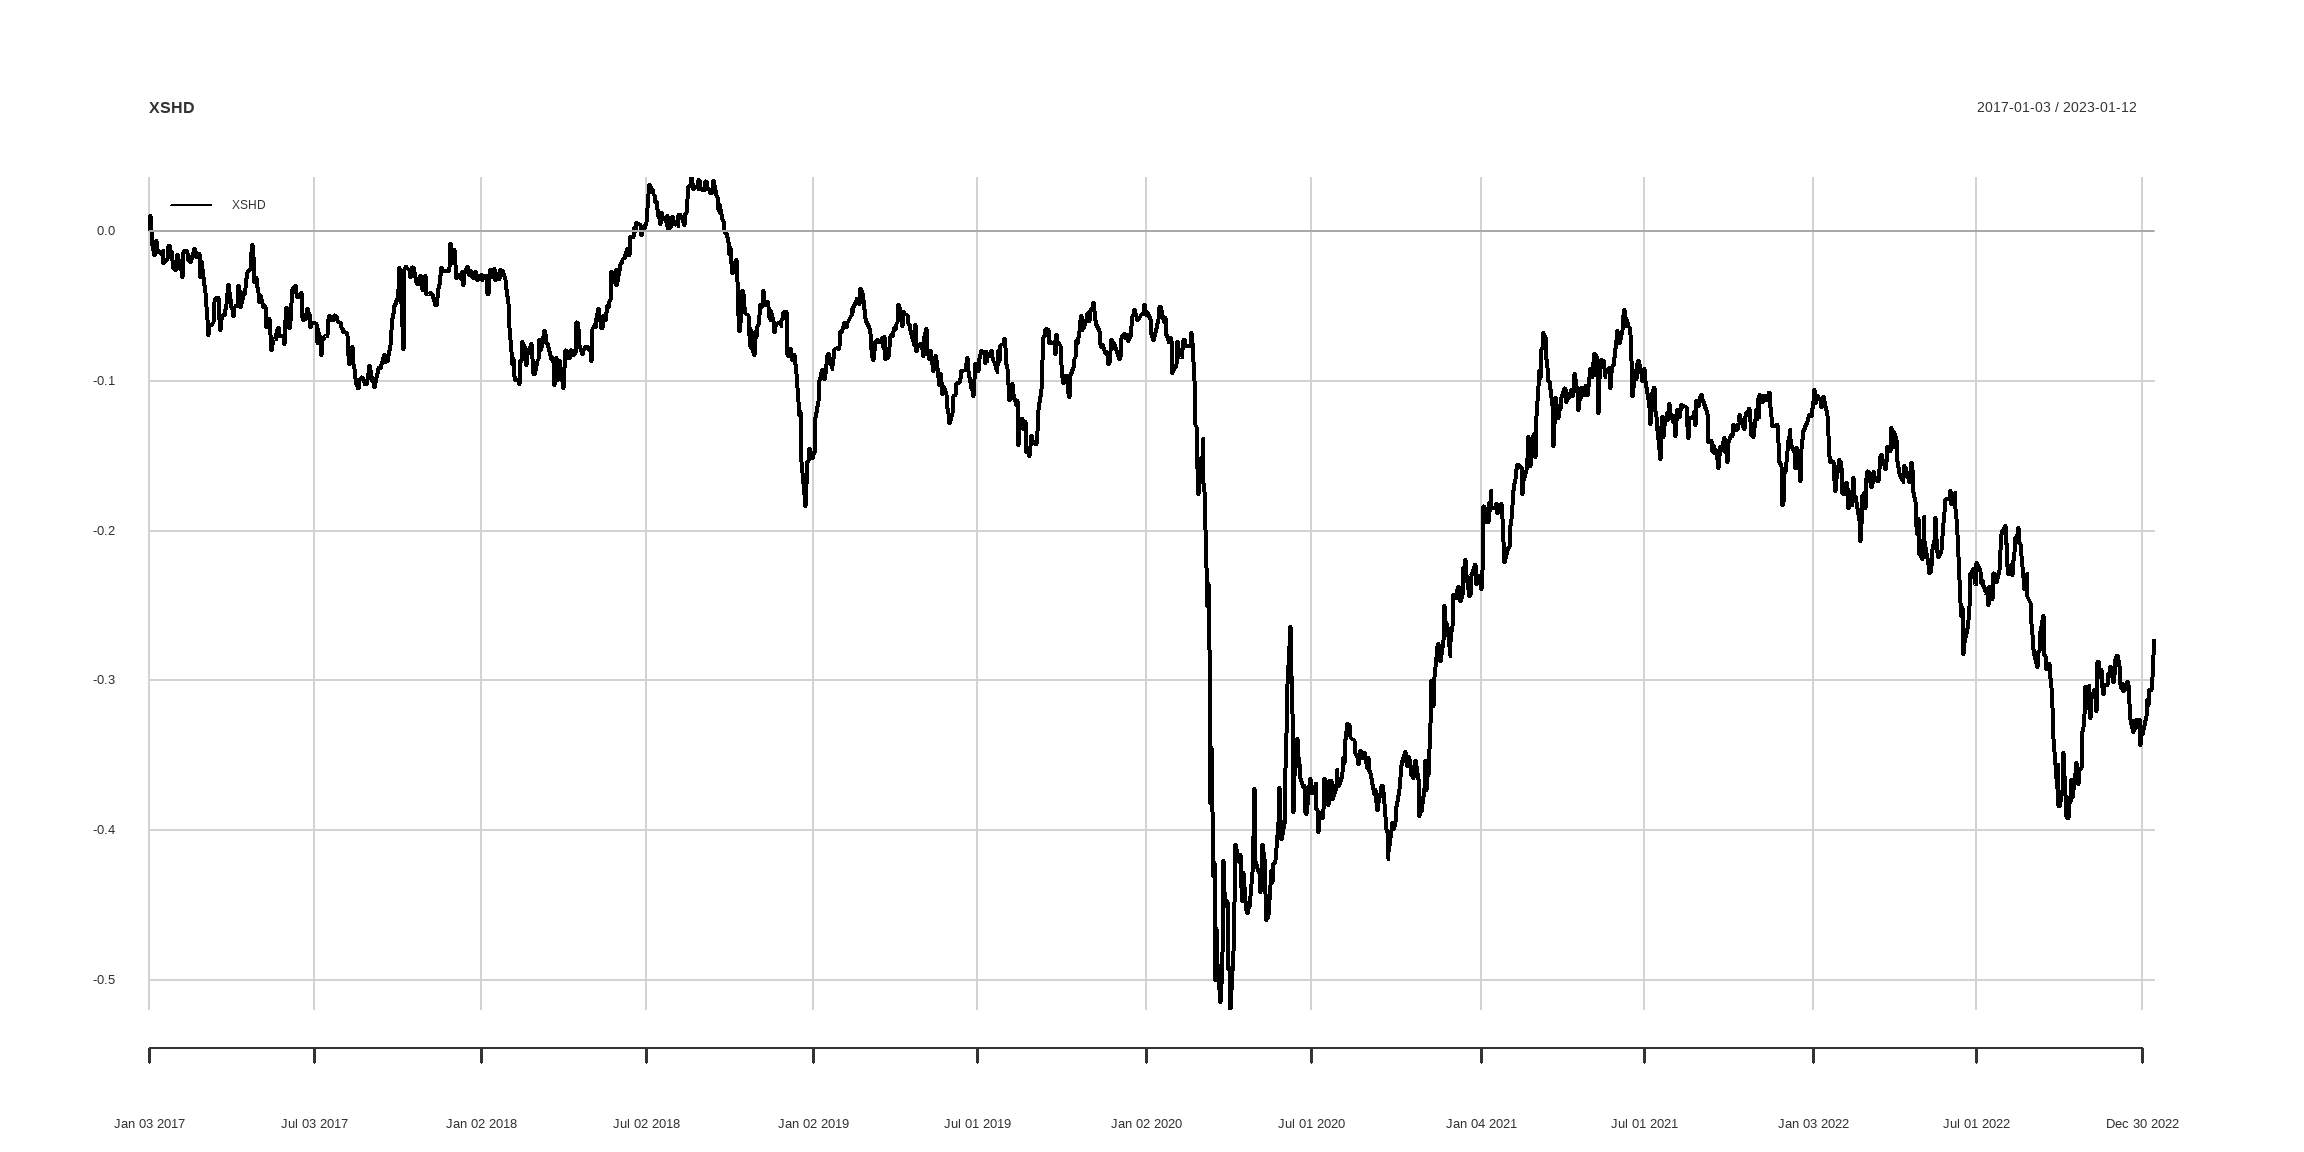 XSHD
2017-01-03 / 2023-01-12
XSHD
0.0
-0.1
-0.2
-0.3
-0.4
-0.5
Jan 03 2017
Jul 03 2017
Jan 02 2018
Jul 02 2018
Jan 02 2019
Jul 01 2019
Jan 02 2020
Jul 01 2020
Jan 04 2021
Jul 01 2021
Jan 03 2022
Jul 01 2022
Dec 30 2022